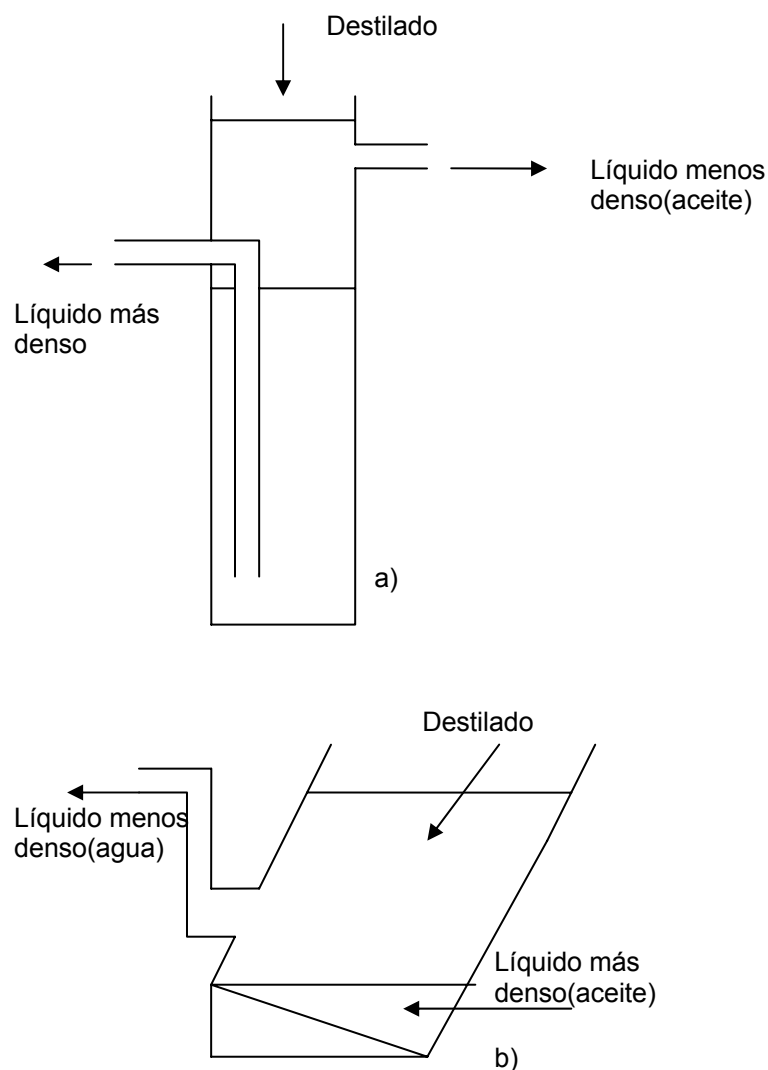 Destilado
Líquido menos
denso(aceite)
Líquido más
denso
a)
Destilado
Líquido menos
denso(agua)
Líquido más
denso(aceite)
b)